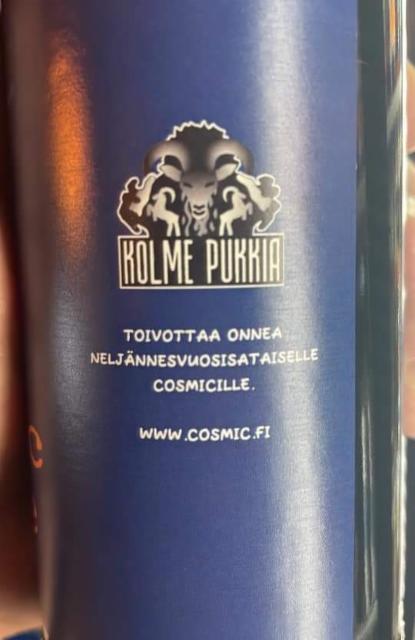 KOLME PUKKIA
TOIVOTTAA ONNEA
NELJÄNNESVUOSISATAISELLE
COSMICILLE.
WWW.COSMIC.FI